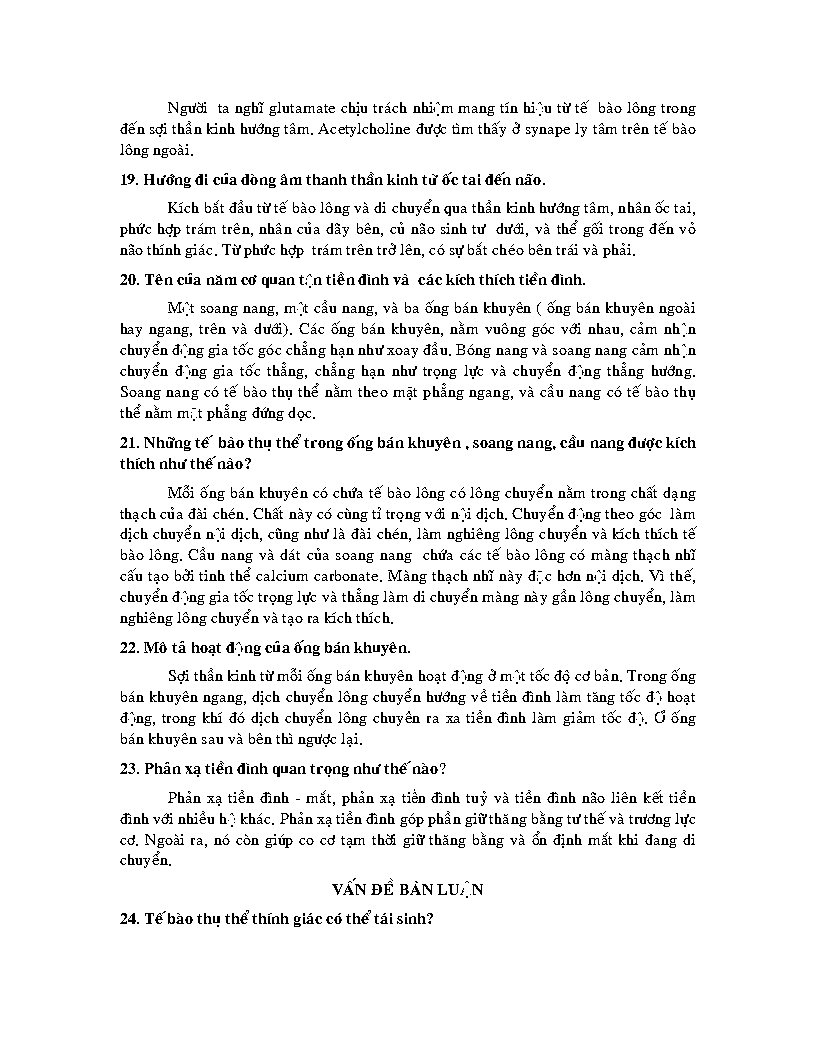 Người ta nghĩ glutamate chịu trách nhiệm mang tín hiệu từ tế bào lông trong
đến sợi thần kinh hướng tâm. Acetylcholine được tìm thấy ở synape ly tâm trên tế bào
lông ngoài.
19. Hướng đi của dòng âm thanh thần kinh từ ốc tai đến não.
Kích bắt đầu từ tế bào lông và di chuyển qua thần kinh hướng tâm, nhân ốc tai,
phức hợp trám trên, nhân của dãy bên, củ não sinh tư dưới, và thể gối trong đến vỏ
não thính giác. Từ phức hợp trám trên trở lên, có sự bắt chéo bên trái và phải.
20. Tên của năm cơ quan tận tiền đình và các kích thích tiền đình.
Một soang nang, một cầu nang, và ba ống bán khuyên ( ống bán khuyên ngoài
hay ngang, trên và dưới). Các ống bán khuyên, nằm vuông góc với nhau, cảm nhận
chuyển động gia tốc góc chẳng hạn như xoay đầu. Bóng nang và soang nang cảm nhận
chuyển động gia tốc thẳng, chẳng hạn như trọng lực và chuyển động thẳng hướng.
Soang nang có tế bào thụ thể nằm theo mặt phẳng ngang, và cầu nang có tế bào thụ
thể nằm mặt phẳng đứng dọc.
21. Những tế bào thụ thể trong ống bán khuyên , soang nang, cầu nang được kích
thích như thế nào?
Mỗi ống bán khuyên có chứa tế bào lông có lông chuyển nằm trong chất dạng
thạch của đài chén. Chất này có cùng tỉ trọng với nội dịch. Chuyển động theo góc làm
dịch chuyển nội dịch, cũng như là đài chén, làm nghiêng lông chuyển và kích thích tế
bào lông. Cầu nang và dát của soang nang chứa các tế bào lông có màng thạch nhĩ
cấu tạo bởi tinh thể calcium carbonate. Màng thạch nhĩ này đặc hơn nội dịch. Vì thế,
chuyển động gia tốc trọng lực và thẳng làm di chuyển màng này gần lông chuyển, làm
nghiêng lông chuyển và tạo ra kích thích.
22. Mô tả hoạt động của ống bán khuyên.
Sợi thần kinh từ mỗi ống bán khuyên hoạt động ở một tốc độ cơ bản. Trong ống
bán khuyên ngang, dịch chuyển lông chuyển hướng về tiền đình làm tăng tốc độ hoạt
động, trong khí đó dịch chuyển lông chuyên ra xa tiền đình làm giảm tốc độ. Ở ống
bán khuyên sau và bên thì ngược lại.
23. Phản xạ tiền đình quan trọng như thế nào?
Phản xạ tiền đình - mắt, phản xạ tiền đình tuỷ và tiền đình não liên kết tiền
đình với nhiều hệ khác. Phản xạ tiền đình góp phần giữ thăng bằng tư thế và trương lực
cơ. Ngoài ra, nó còn giúp co cơ tạm thời giữ thăng bằng và ổn định mắt khi đang di
chuyển.
VẤN ĐỀ BÀN LUẬN
24. Tế bào thụ thể thính giác có thể tái sinh?